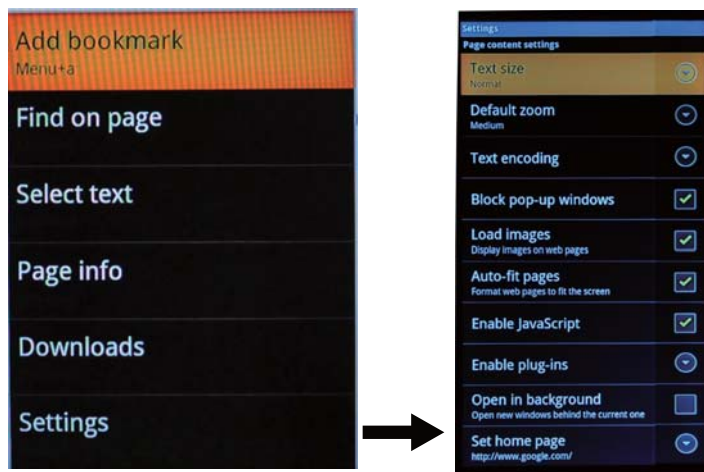 Add bookmark
Menu+a
Find on page
Select text
Page info
Downloads
Settings
Settings
Page content settings
Text size
Normal
Default zoom
Medium
Text encoding
Block pop-up windows
Load images
Display images on web pages
Auto-fit pages
Format web pages to fit the screen
Enable JavaScript
Enable plug-ins
Open in background
Open new windows behind the current one
Set home page
http://www.google.com/